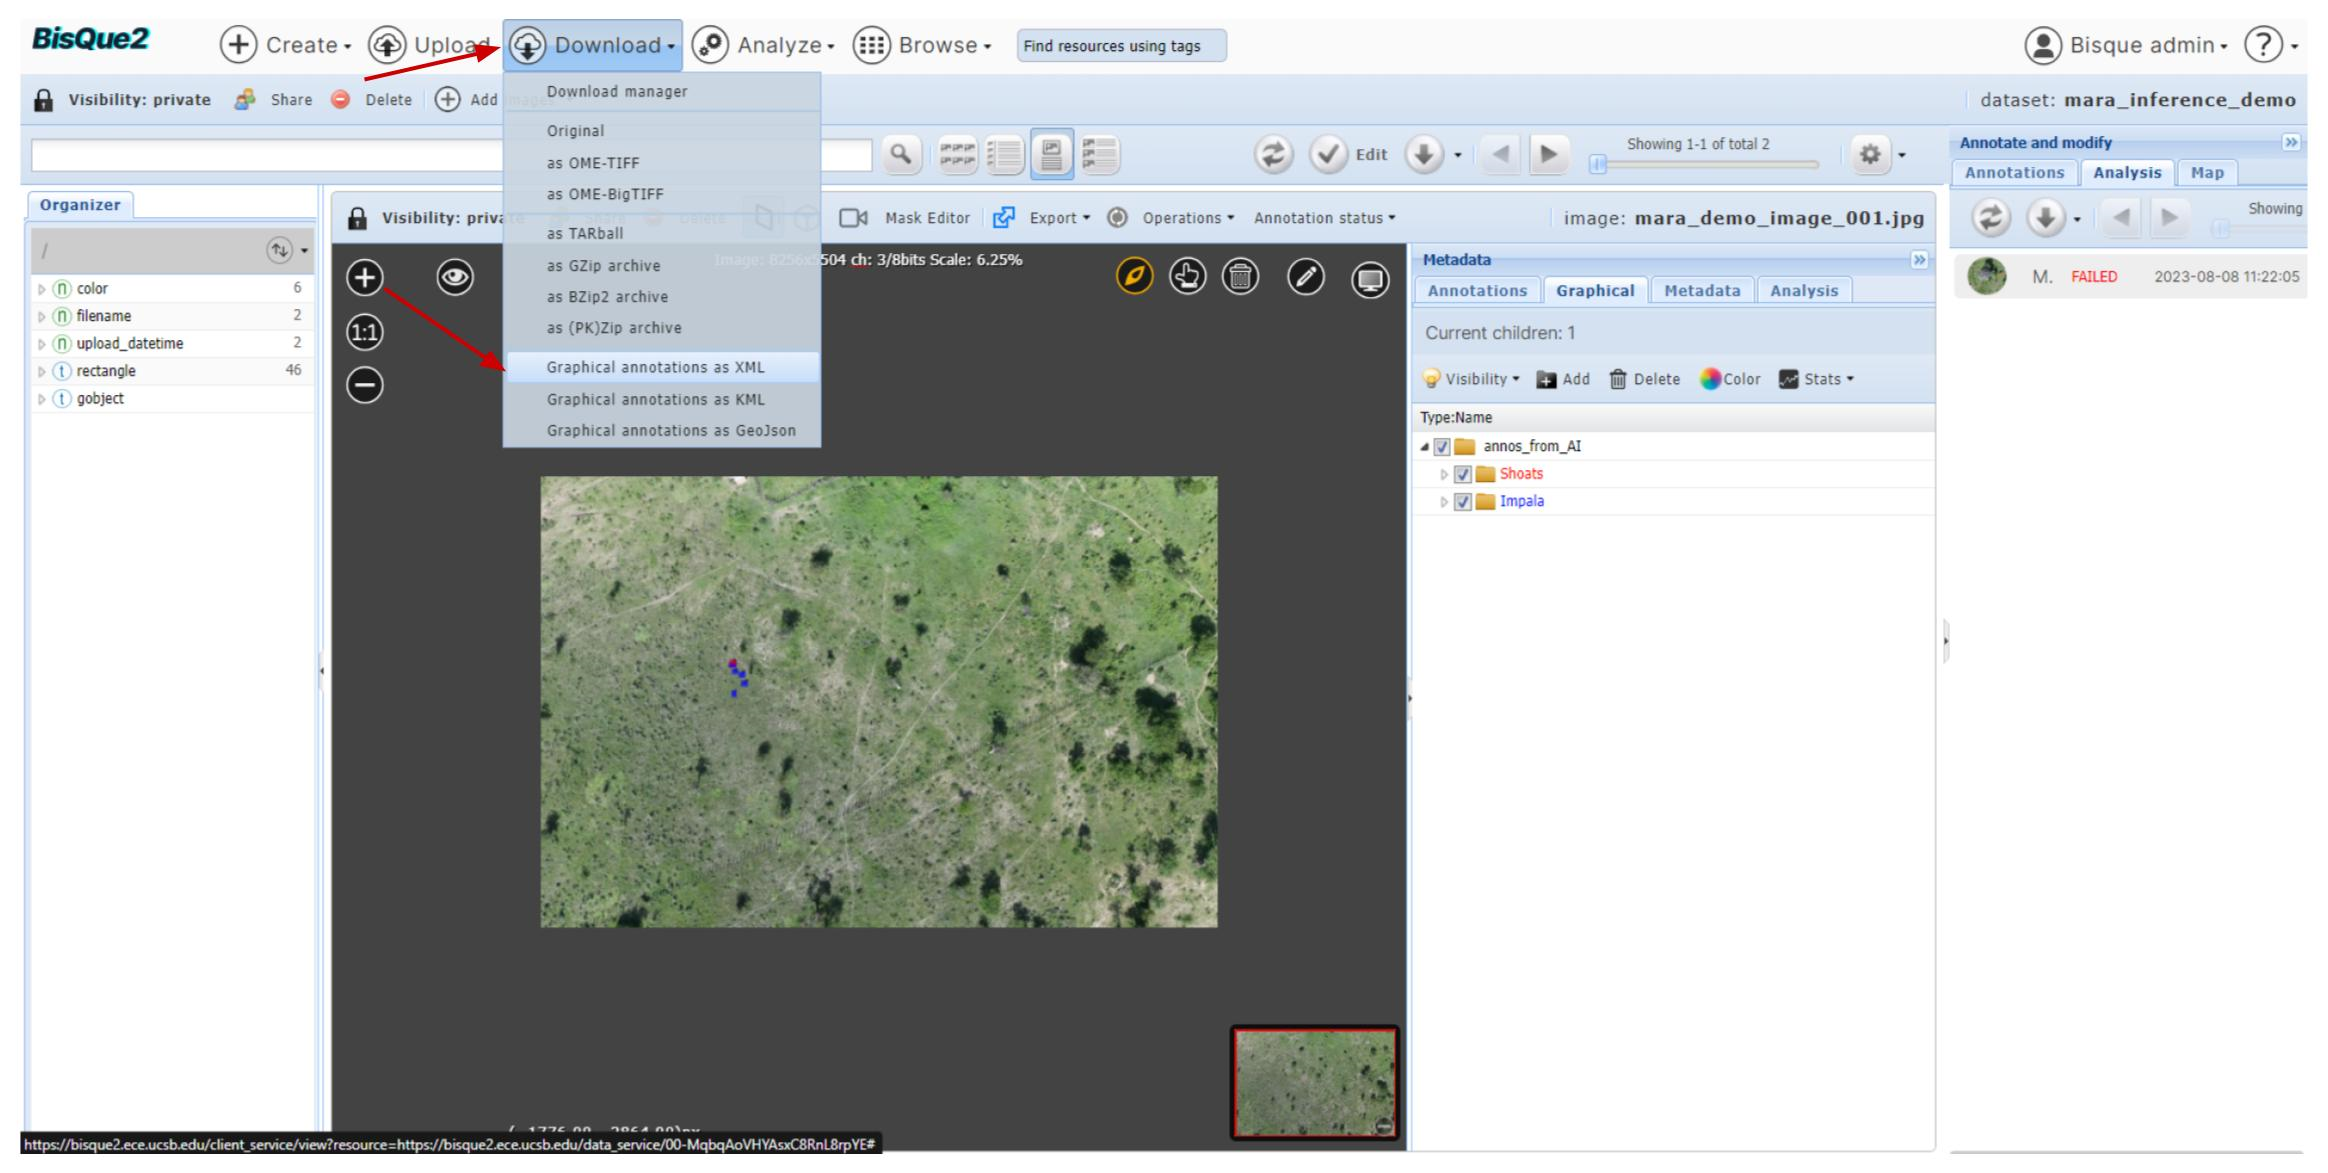 BisQue2
Create
Upload
Download
Analyze
Browse
Find resources using tags
Bisque admin
?
Visibility: private
Share
Delete
Add images
dataset: mara_inference_demo
Download manager
Original
as OME-TIFF
as OME-BigTIFF
as TARball
as GZip archive
as BZip2 archive
as (PK)Zip archive
Graphical annotations as XML
Graphical annotations as KML
Graphical annotations as GeoJson
Edit
Showing 1-1 of total 2
Annotate and modify
Annotations
Analysis
Map
Showing
M. FAILED 2023-08-08 11:22:05
Organizer
/
color 6
filename 2
upload_datetime 2
rectangle 46
gobject
Visibility: private
Share
Delete
Mask Editor
Export
Operations
Annotation status
image: mara_demo_image_001.jpg
Image: 8256x5504 ch: 3/8bits Scale: 6.25%
1:1
Metadata
Annotations
Graphical
Metadata
Analysis
Current children: 1
Visibility
Add
Delete
Color
Stats
Type:Name
annos_from_AI
Shoats
Impala
https://bisque2.ece.ucsb.edu/client_service/view?resource=https://bisque2.ece.ucsb.edu/data_service/00-MqbqAoVHYAsxC8RnL8rpYE#